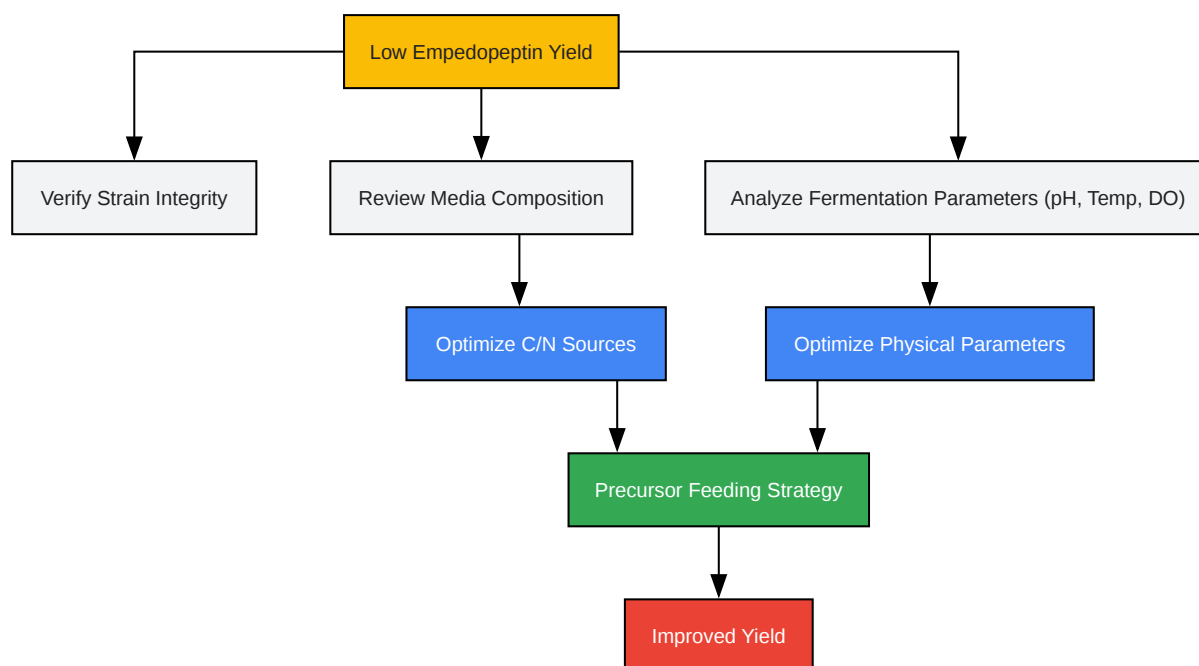 Low Empedopeptin Yield
Verify Strain Integrity
Review Media Composition
Analyze Fermentation Parameters (pH, Temp, DO)
Optimize C/N Sources
Optimize Physical Parameters
Precursor Feeding Strategy
Improved Yield